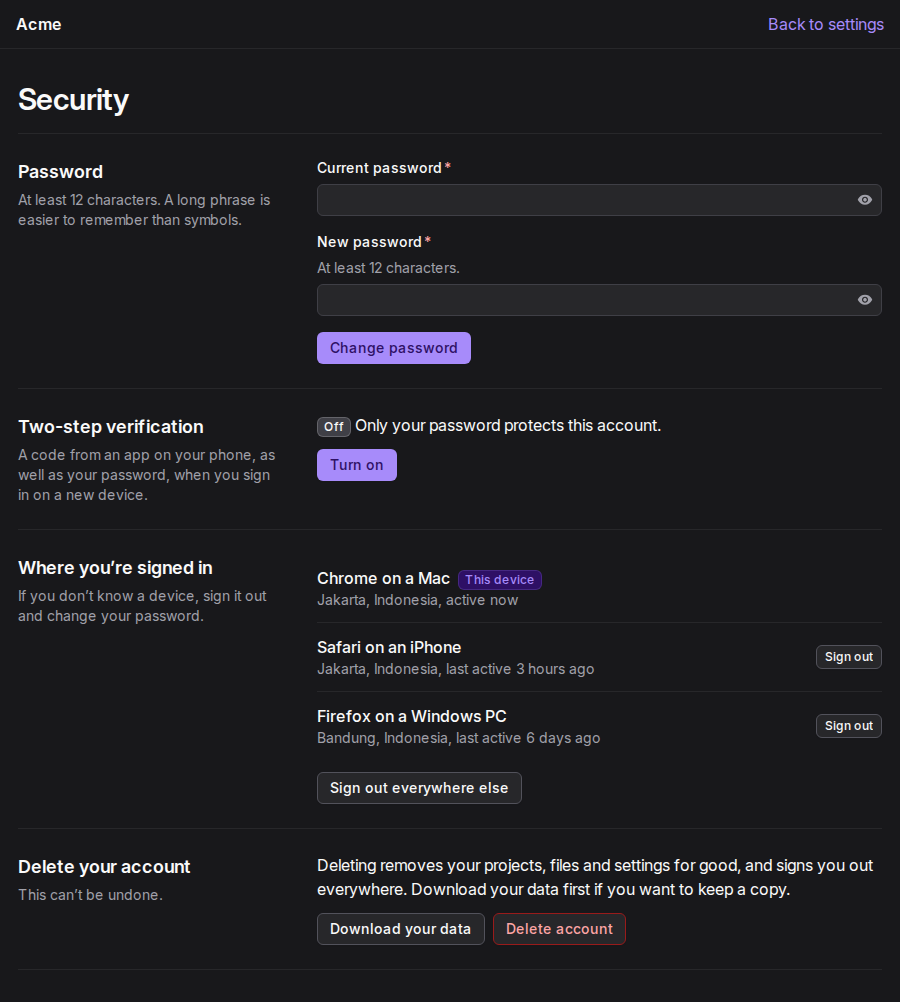 Acme
Back to settings
Security
Password
At least 12 characters. A long phrase is
easier to remember than symbols.
Current password *
New password *
At least 12 characters.
Change password
Two-step verification
A code from an app on your phone, as
well as your password, when you sign
in on a new device.
Off Only your password protects this account.
Turn on
Where you’re signed in
If you don’t know a device, sign it out
and change your password.
Chrome on a Mac This device
Jakarta, Indonesia, active now
Safari on an iPhone
Jakarta, Indonesia, last active 3 hours ago
Sign out
Firefox on a Windows PC
Bandung, Indonesia, last active 6 days ago
Sign out
Sign out everywhere else
Delete your account
This can’t be undone.
Deleting removes your projects, files and settings for good, and signs you out
everywhere. Download your data first if you want to keep a copy.
Download your data
Delete account